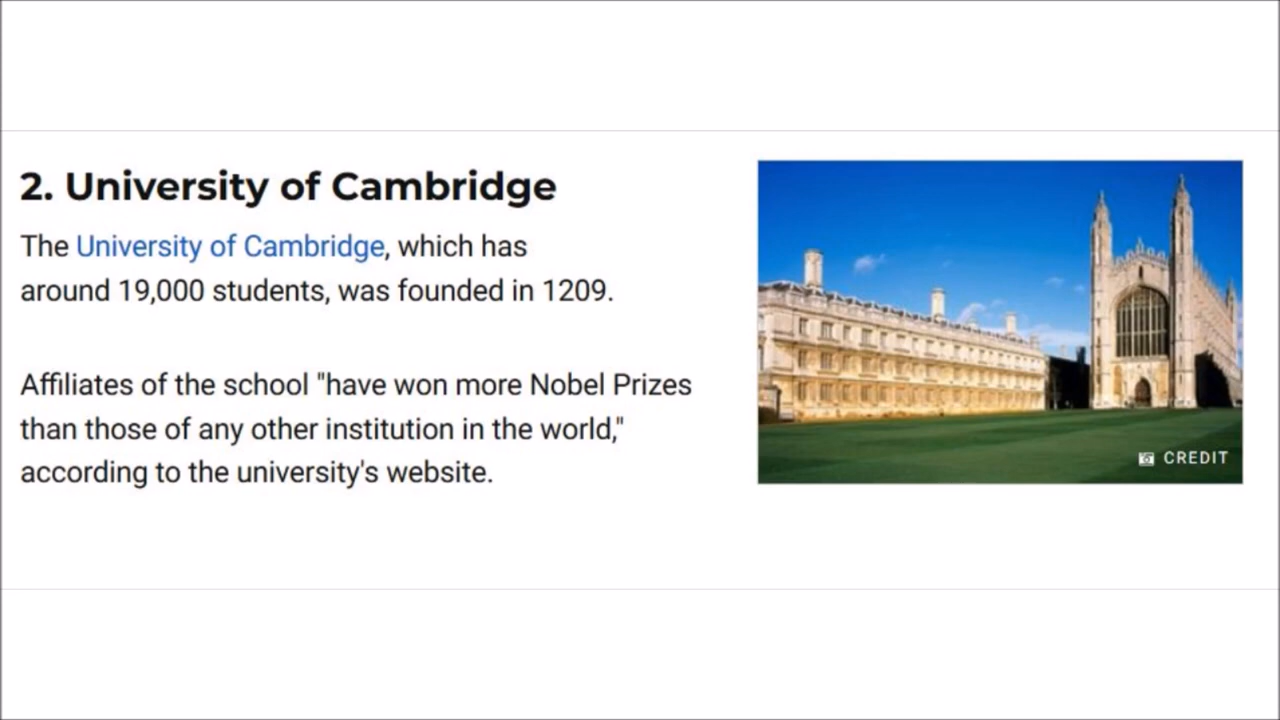 2. University of Cambridge
The University of Cambridge, which has
around 19,000 students, was founded in 1209.
Affiliates of the school "have won more Nobel Prizes
than those of any other institution in the world,"
according to the university's website.
CREDIT